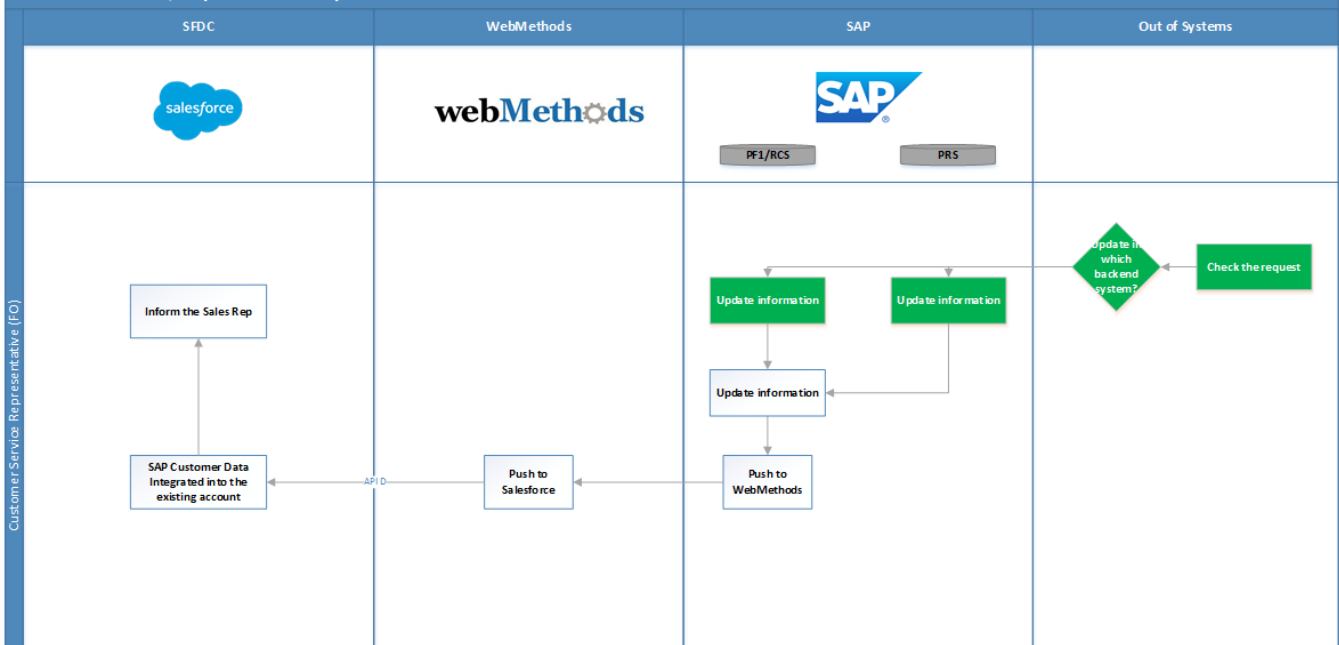 SFDC
WebMethods
SAP
Out of Systems
salesforce
webMethods
SAP
®
PF1/RCS
PRS
Customer Service Representative (FO)
Update in
which
backend
system?
Check the request
Update information
Update information
Inform the Sales Rep
Update information
SAP Customer Data
Integrated into the
existing account
API D
Push to
Salesforce
Push to
WebMethods